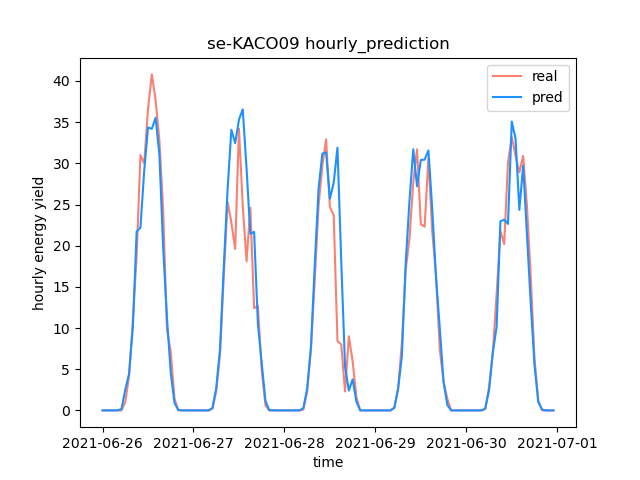 se-KACO09 hourly_prediction
real
pred
hourly energy yield
40
35
30
25
20
15
10
5
0
2021-06-26 2021-06-27 2021-06-28 2021-06-29 2021-06-30 2021-07-01
time